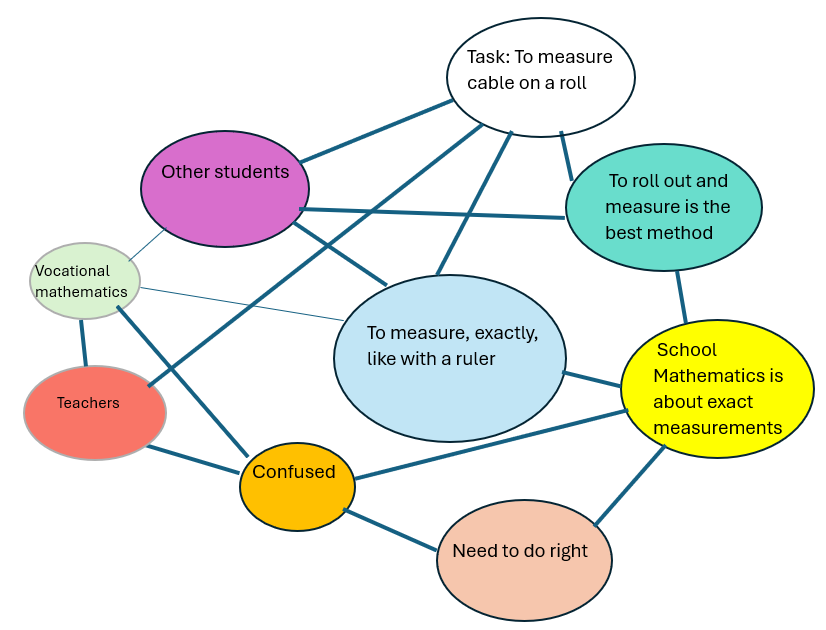 Task: To measure
cable on a roll
Other students
To roll out and
measure is the
best method
Vocational
mathematics
To measure, exactly,
like with a ruler
School
Mathematics is
about exact
measurements
Teachers
Confused
Need to do right